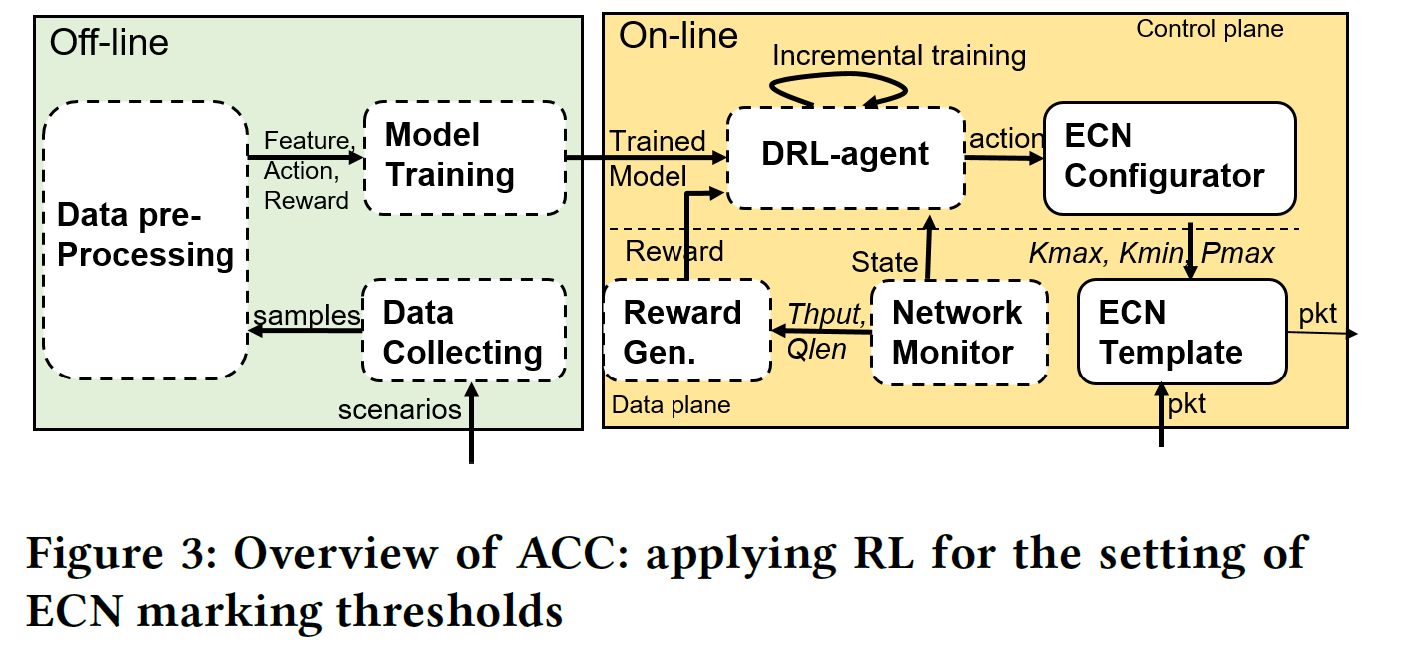 Off-line
Data pre-
Processing
Feature,
Action,
Reward
Model
Training
samples
Data
Collecting
scenarios
On-line
Control plane
Incremental training
Trained
Model
DRL-agent
action
ECN
Configurator
Reward
State
Kmax, Kmin, Pmax
Reward
Gen.
Thput,
Qlen
Network
Monitor
ECN
Template
pkt
Data plane
pkt
Figure 3: Overview of ACC: applying RL for the setting of
ECN marking thresholds